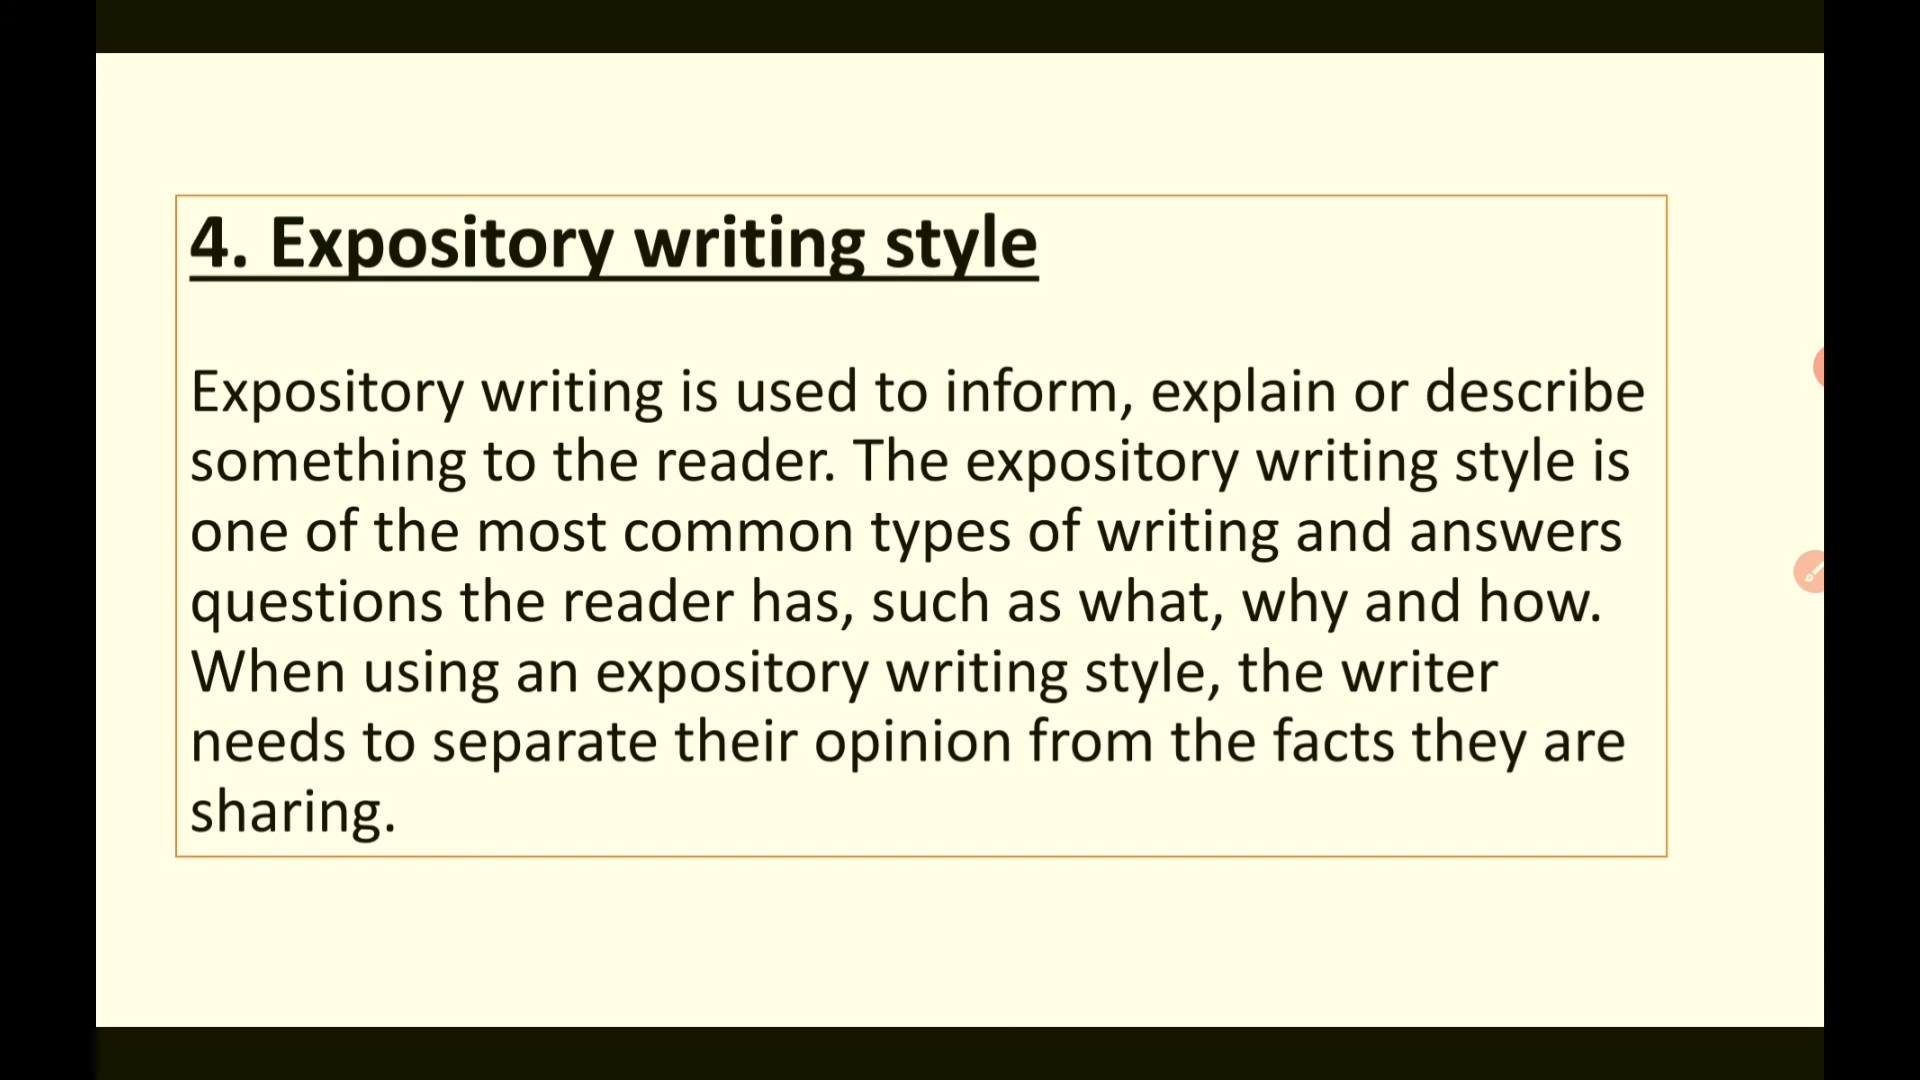 4. Expository writing style
Expository writing is used to inform, explain or describe
something to the reader. The expository writing style is
one of the most common types of writing and answers
questions the reader has, such as what, why and how.
When using an expository writing style, the writer
needs to separate their opinion from the facts they are
sharing.